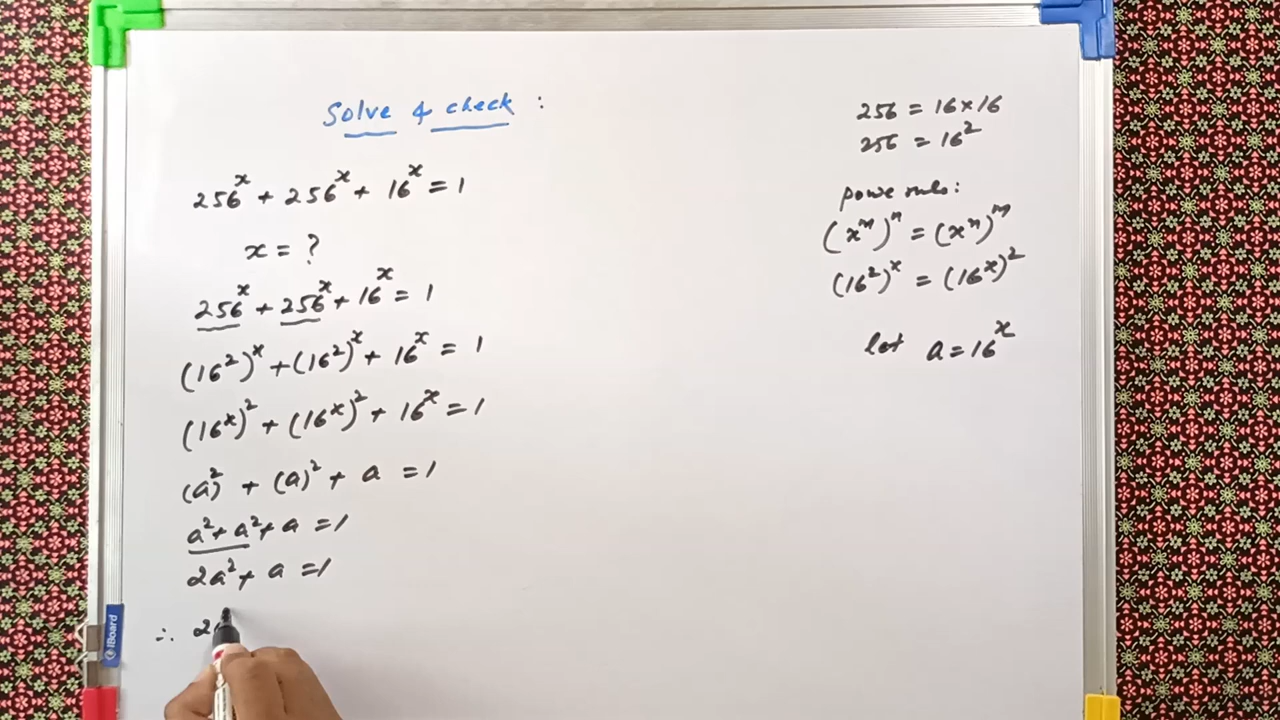 Solve & check :
256^x + 256^x + 16^x = 1
x = ?
256^x + 256^x + 16^x = 1
(16^2)^x + (16^2)^x + 16^x = 1
(16^x)^2 + (16^x)^2 + 16^x = 1
(a)^2 + (a)^2 + a = 1
a^2 + a^2 + a = 1
2a^2 + a = 1
∴ 2
256 = 16 × 16
256 = 16^2
powe rule:
(x^m)^n = (x^n)^m
(16^2)^x = (16^x)^2
let a = 16^x
iBoard